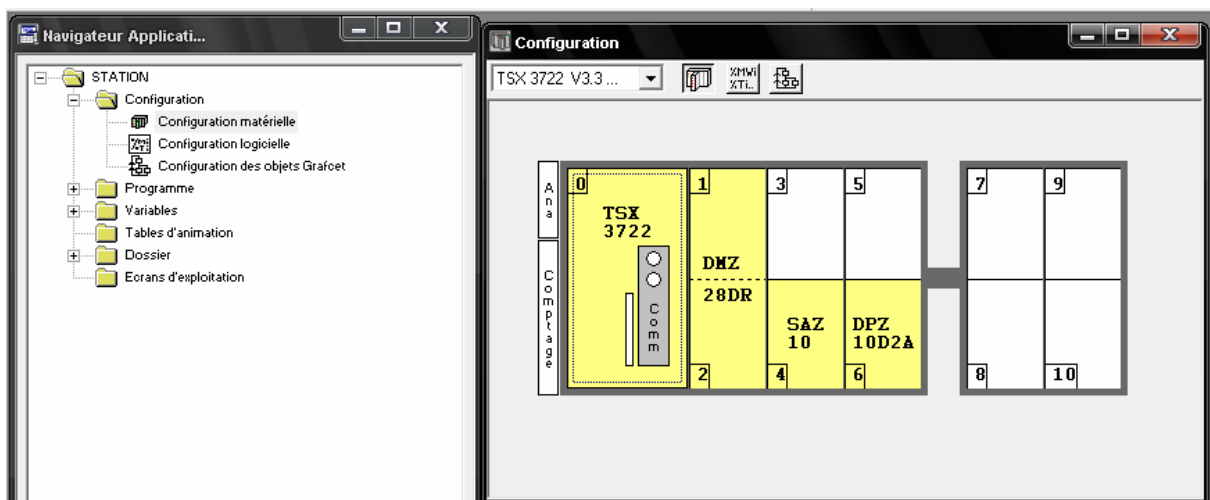 Navigateur Applicati...
STATION
Configuration
Configuration matérielle
Configuration logicielle
Configuration des objets Grafcet
Programme
Variables
Tables d'animation
Dossier
Ecrans d'exploitation
Configuration
TSX 3722 V3.3 ...
%MWi
%Ti..
Ana
Comptage
0
TSX
3722
Comm
1
DMZ
28DR
2
3
SAZ
10
4
5
DPZ
10D2A
6
7
8
9
10